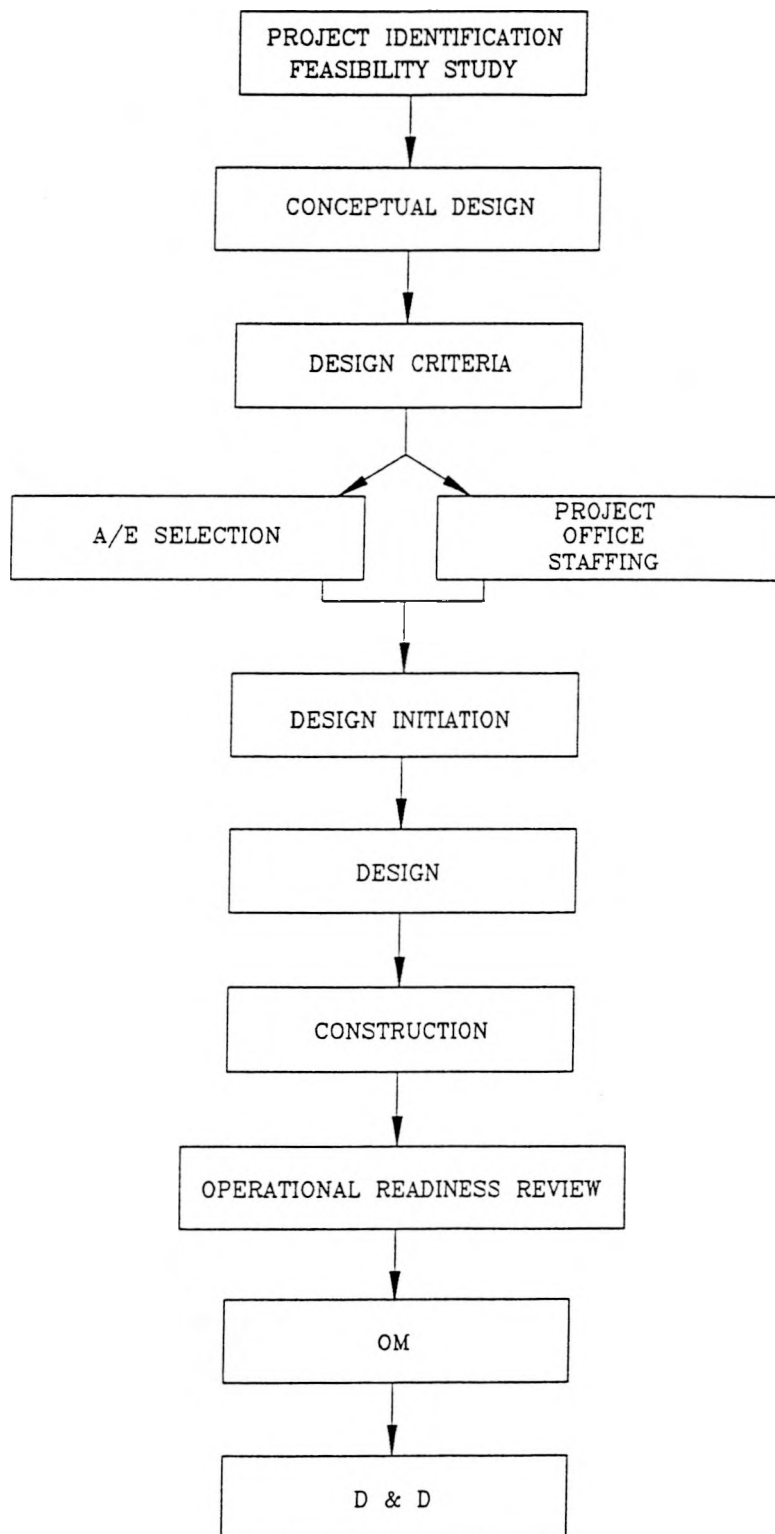 PROJECT IDENTIFICATION
FEASIBILITY STUDY
CONCEPTUAL DESIGN
DESIGN CRITERIA
A/E SELECTION
PROJECT
OFFICE
STAFFING
DESIGN INITIATION
DESIGN
CONSTRUCTION
OPERATIONAL READINESS REVIEW
OM
D & D